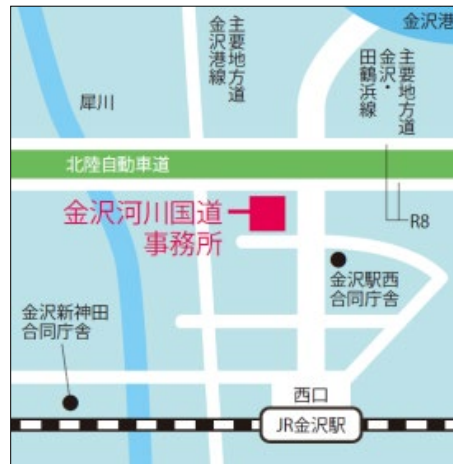 金沢港
主要地方道
金沢港線
主要地方道
金沢・
田鶴浜線
犀川
北陸自動車道
金沢河川国道
事務所
R8
金沢駅西
合同庁舎
金沢新神田
合同庁舎
西口
JR金沢駅